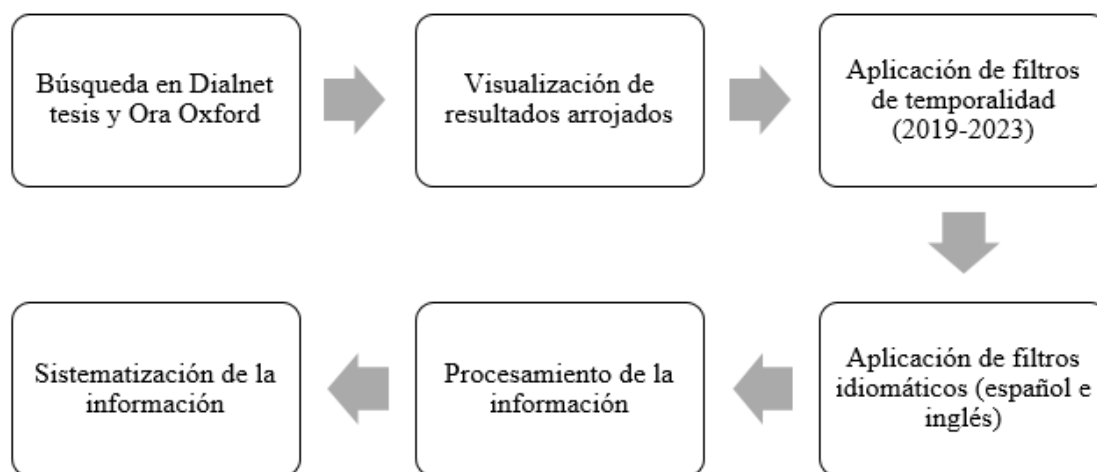 Búsqueda en Dialnet
tesis y Ora Oxford
Visualización de
resultados arrojados
Aplicación de filtros
de temporalidad
(2019-2023)
Aplicación de filtros
idiomáticos (español e
inglés)
Procesamiento de la
información
Sistematización de la
información